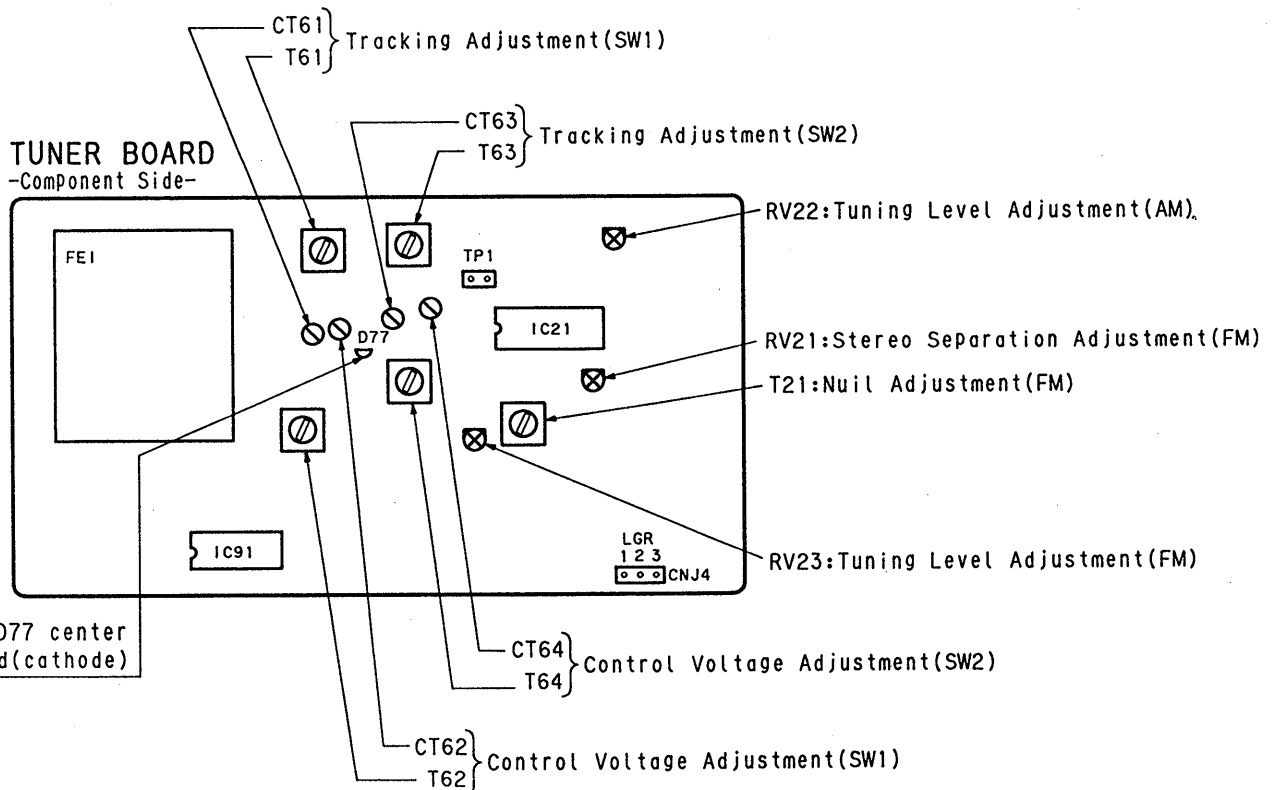 CT61
T61
Tracking Adjustment(SW1)
CT63
T63
Tracking Adjustment(SW2)
TUNER BOARD
-Component Side-
RV22:Tuning Level Adjustment(AM)
FE1
TP1
IC21
D77
RV21:Stereo Separation Adjustment(FM)
T21:Nuil Adjustment(FM)
IC91
LGR
1 2 3
CNJ4
RV23:Tuning Level Adjustment(FM)
D77 center
d(cathode)
CT64
T64
Control Voltage Adjustment(SW2)
CT62
T62
Control Voltage Adjustment(SW1)